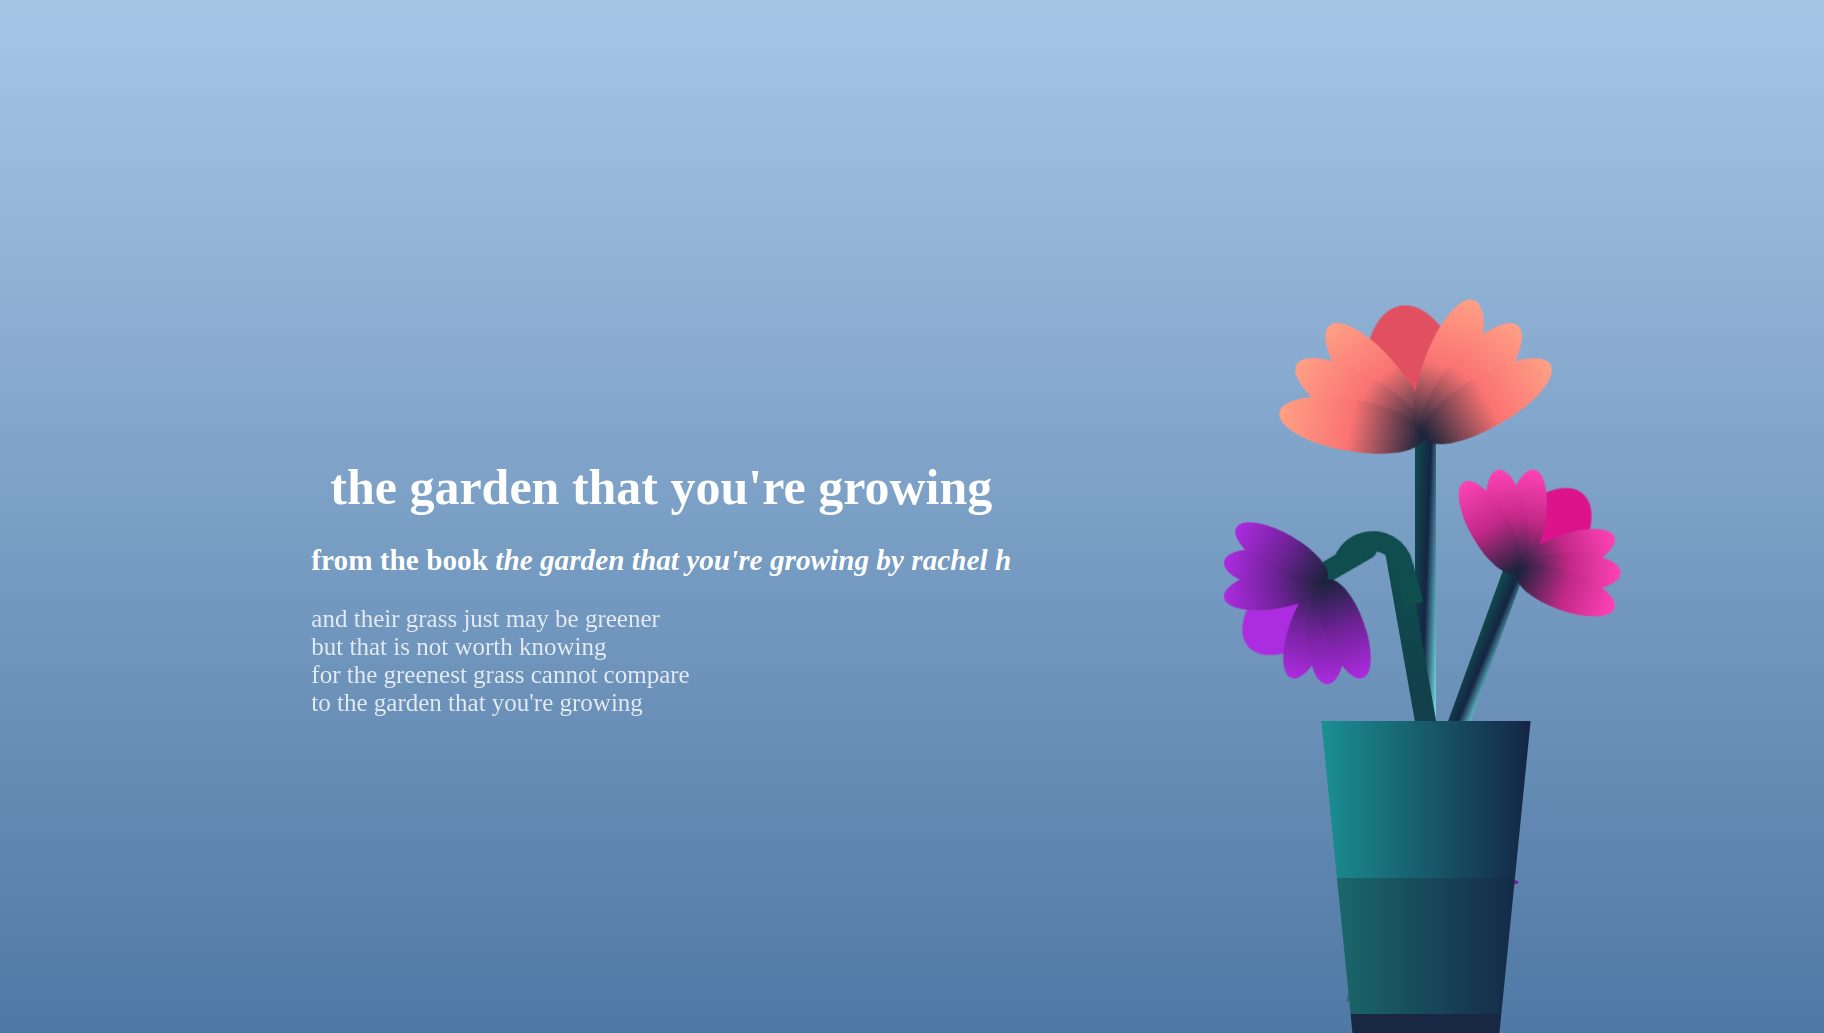 the garden that you're growing
from the book the garden that you're growing by rachel h
and their grass just may be greener
but that is not worth knowing
for the greenest grass cannot compare
to the garden that you're growing